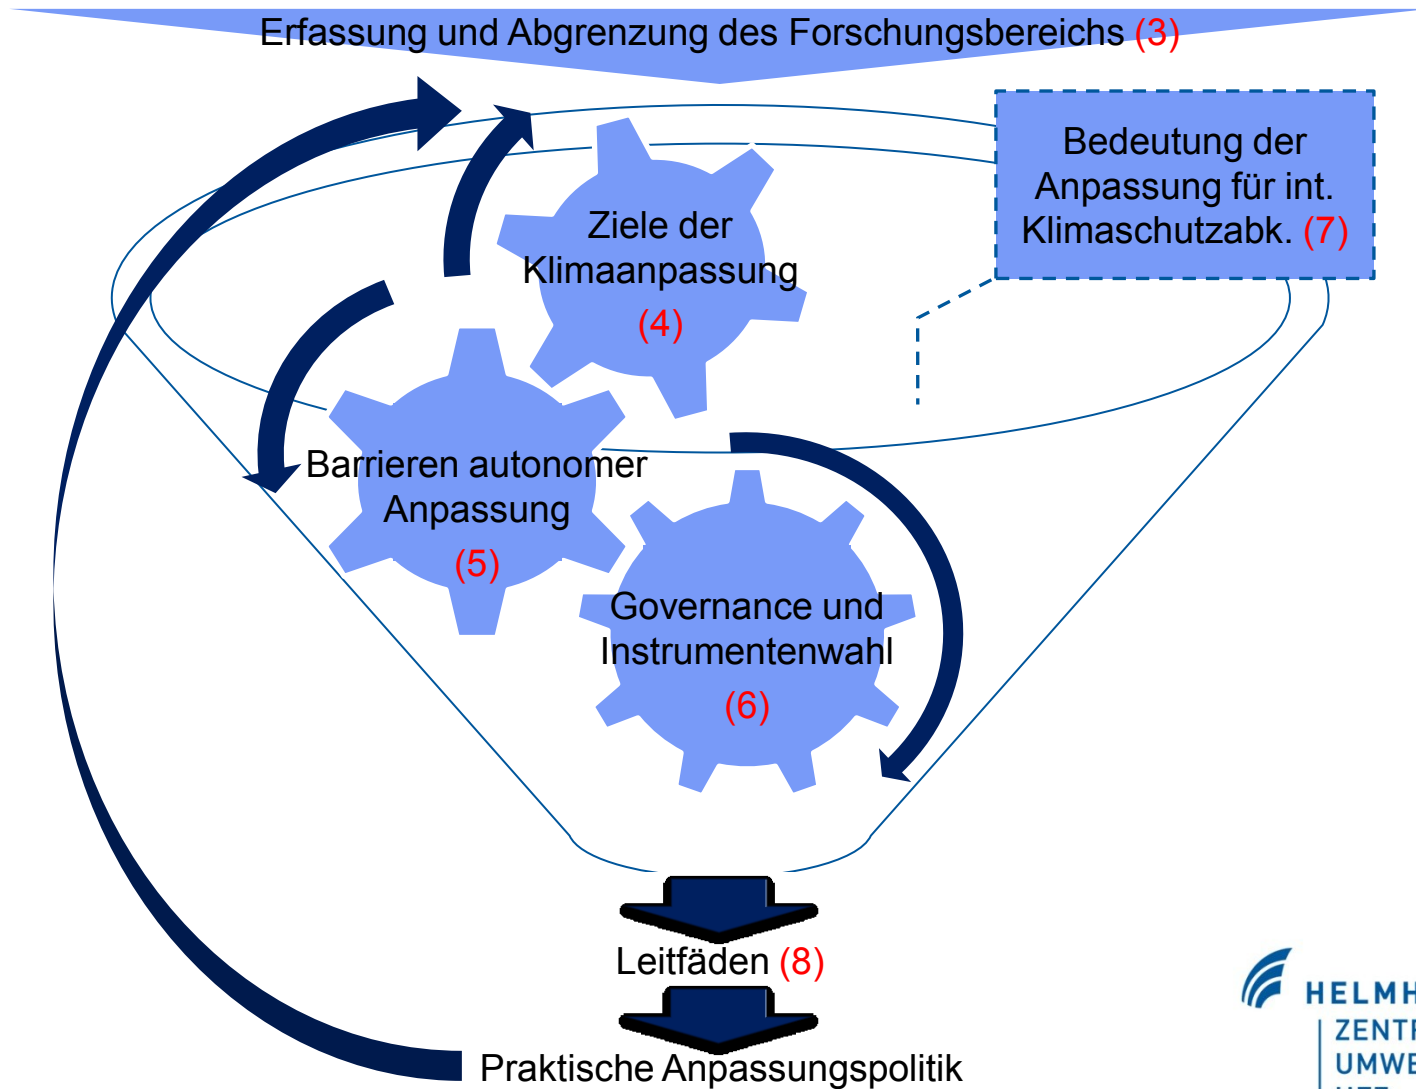 Erfassung und Abgrenzung des Forschungsbereichs (3)
Bedeutung der
Anpassung für int.
Klimaschutzabk. (7)
Ziele der
Klimaanpassung
(4)
Barrieren autonomer
Anpassung
(5)
Governance und
Instrumentenwahl
(6)
Leitfäden (8)
Praktische Anpassungspolitik
HELMH
ZENTR
UMWE